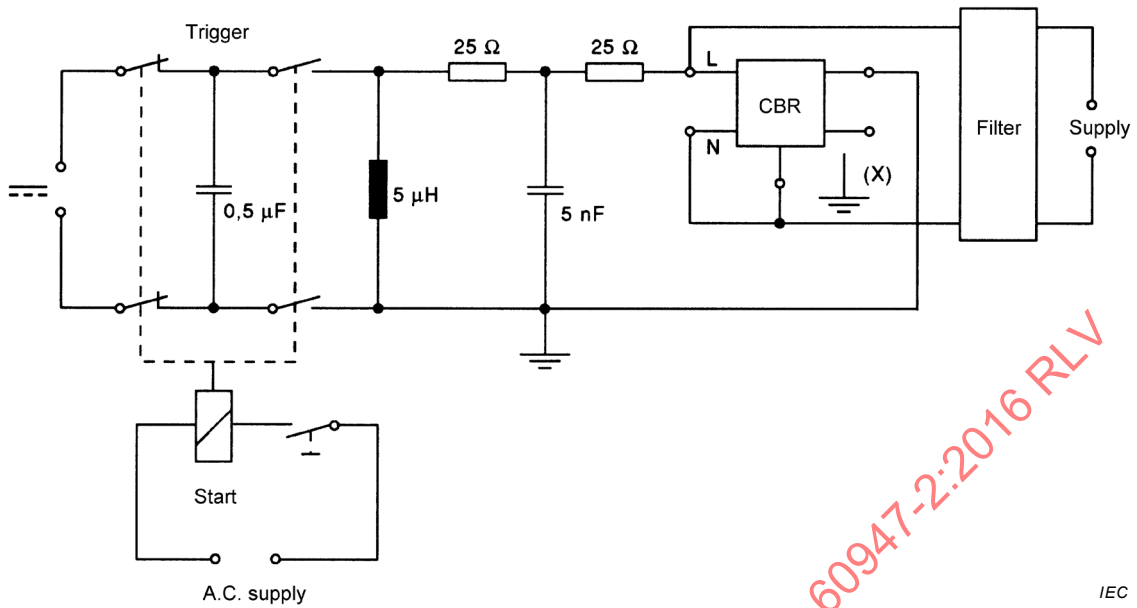 Trigger
25 Ω
25 Ω
L
CBR
N
Filter
Supply
(X)
0,5 µF
5 µH
5 nF
Start
A.C. supply
60947-2:2016 RLV
IEC